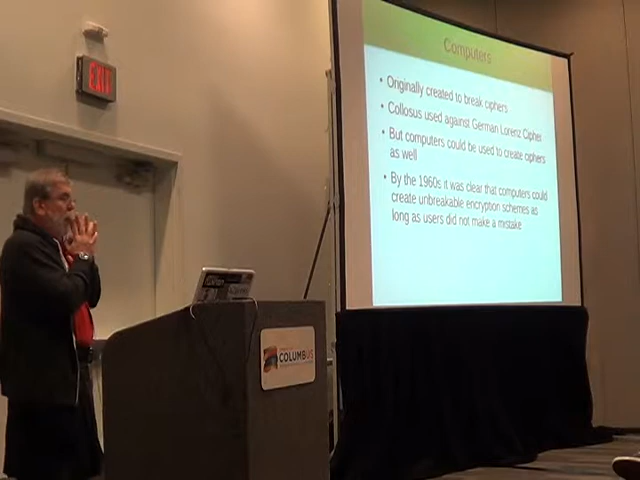 EXIT
Computers
• Originally created to break ciphers
• Collosus used against German Lorenz Cipher
• But computers could be used to create ciphers
as well
• By the 1960s it was clear that computers could
create unbreakable encryption schemes as
long as users did not make a mistake
COLUMBUS